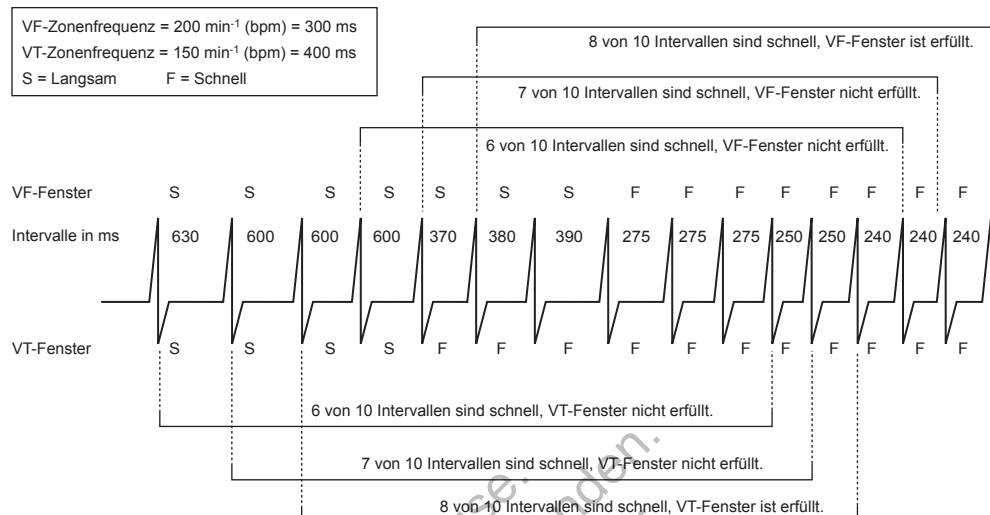 VF-Zonenfrequenz = 200 min-1 (bpm) = 300 ms
VT-Zonenfrequenz = 150 min-1 (bpm) = 400 ms
S = Langsam F = Schnell
8 von 10 Intervallen sind schnell, VF-Fenster ist erfüllt.
7 von 10 Intervallen sind schnell, VF-Fenster nicht erfüllt.
6 von 10 Intervallen sind schnell, VF-Fenster nicht erfüllt.
VF-Fenster S S S S S S S F F F F F F F F
Intervalle in ms 630 600 600 600 370 380 390 275 275 275 250 250 240 240 240
VT-Fenster S S S S F F F F F F F F F F F
6 von 10 Intervallen sind schnell, VT-Fenster nicht erfüllt.
7 von 10 Intervallen sind schnell, VT-Fenster nicht erfüllt.
8 von 10 Intervallen sind schnell, VT-Fenster ist erfüllt.